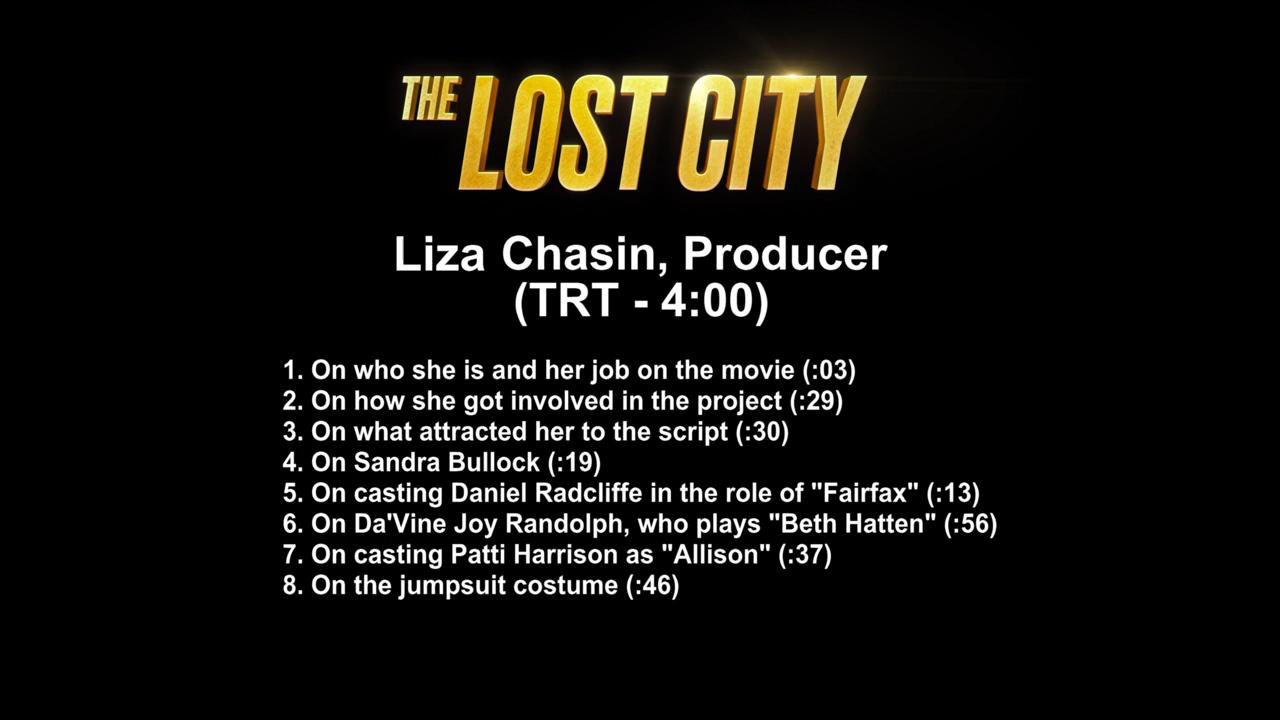 THE LOST CITY
Liza Chasin, Producer
(TRT - 4:00)
1. On who she is and her job on the movie (:03)
2. On how she got involved in the project (:29)
3. On what attracted her to the script (:30)
4. On Sandra Bullock (:19)
5. On casting Daniel Radcliffe in the role of "Fairfax" (:13)
6. On Da'Vine Joy Randolph, who plays "Beth Hatten" (:56)
7. On casting Patti Harrison as "Allison" (:37)
8. On the jumpsuit costume (:46)